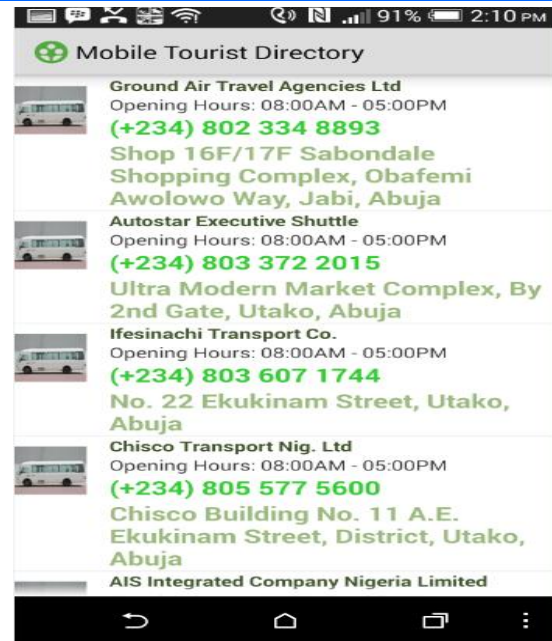 91% 2:10 PM
Mobile Tourist Directory
Ground Air Travel Agencies Ltd
Opening Hours: 08:00AM - 05:00PM
(+234) 802 334 8893
Shop 16F/17F Sabondale
Shopping Complex, Obafemi
Awolowo Way, Jabi, Abuja
Autostar Executive Shuttle
Opening Hours: 08:00AM - 05:00PM
(+234) 803 372 2015
Ultra Modern Market Complex, By
2nd Gate, Utako, Abuja
Ifesinachi Transport Co.
Opening Hours: 08:00AM - 05:00PM
(+234) 803 607 1744
No. 22 Ekukinam Street, Utako,
Abuja
Chisco Transport Nig. Ltd
Opening Hours: 08:00AM - 05:00PM
(+234) 805 577 5600
Chisco Building No. 11 A.E.
Ekukinam Street, District, Utako,
Abuja
AIS Integrated Company Nigeria Limited